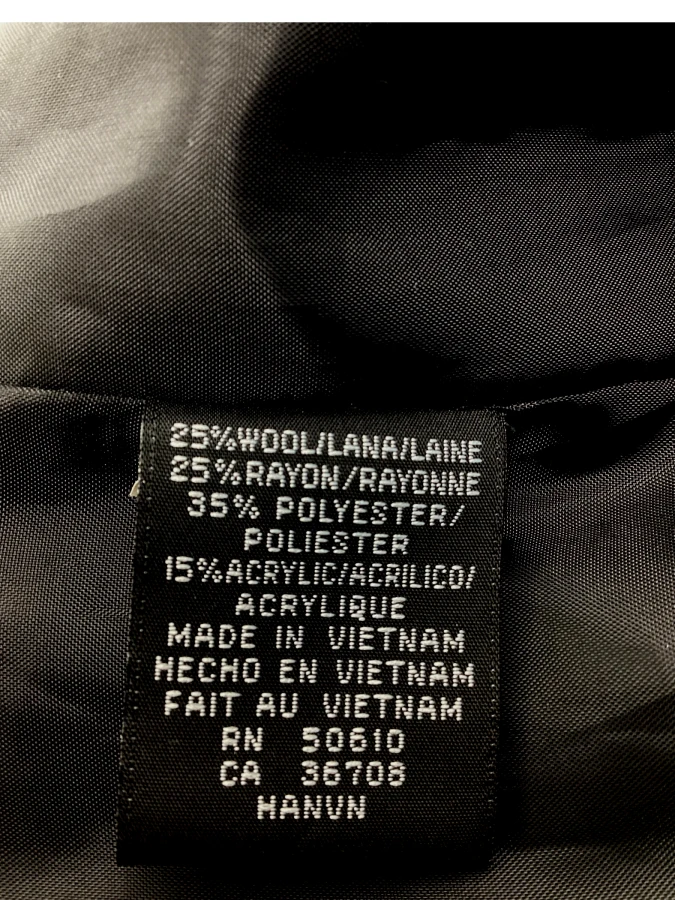 25%WOOL/LANA/LAINE
25%RAYON/RAYONNE
35% POLYESTER/
POLIESTER
15%ACRYLIC/ACRILICO/
ACRYLIQUE
MADE IN VIETNAM
HECHO EN VIETNAM
FAIT AU VIETNAM
RN 50610
CA 36708
HANVN